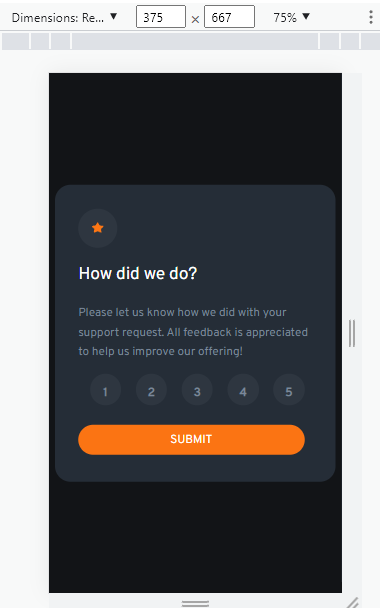 Dimensions: Re... ▼ 375 × 667 75% ▼
How did we do?
Please let us know how we did with your
support request. All feedback is appreciated
to help us improve our offering!
1 2 3 4 5
SUBMIT